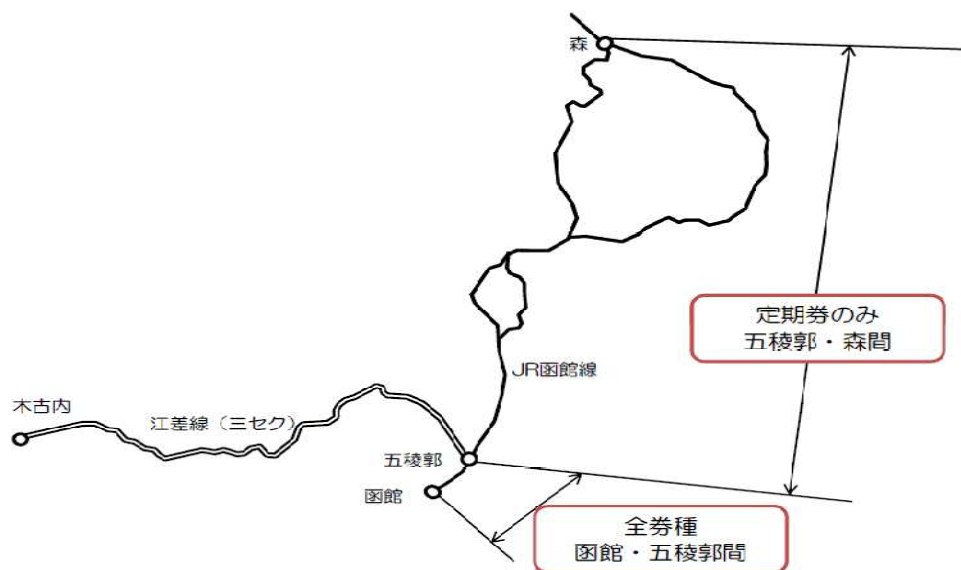 森
定期券のみ
五稜郭・森間
JR函館線
木古内
江差線（三セク）
五稜郭
函館
全券種
函館・五稜郭間